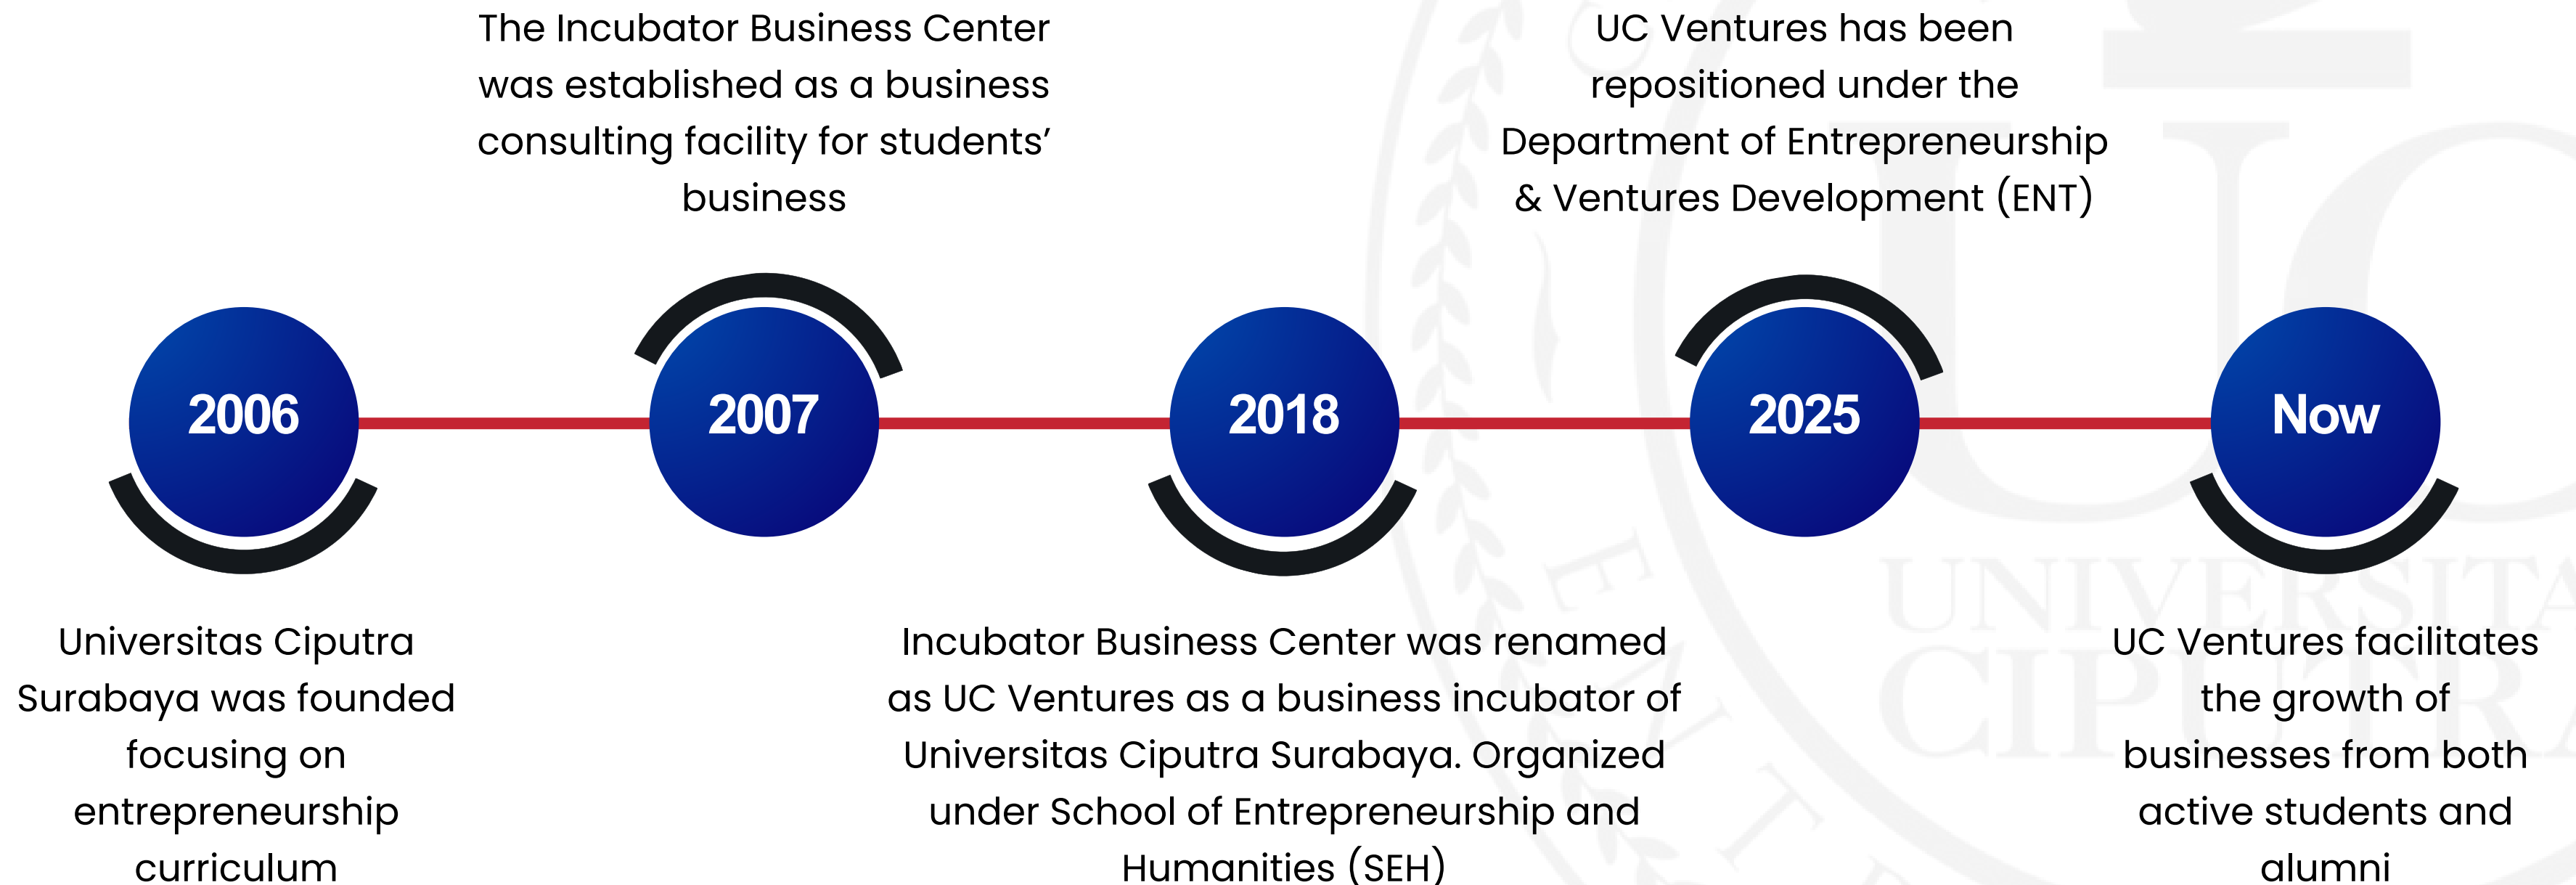 The Incubator Business Center
was established as a business
consulting facility for students’
business
UC Ventures has been
repositioned under the
Department of Entrepreneurship
& Ventures Development (ENT)
2006
2007
2018
2025
Now
Universitas Ciputra
Surabaya was founded
focusing on
entrepreneurship
curriculum
Incubator Business Center was renamed
as UC Ventures as a business incubator of
Universitas Ciputra Surabaya. Organized
under School of Entrepreneurship and
Humanities (SEH)
UC Ventures facilitates
the growth of
businesses from both
active students and
alumni
UC
UNIVERSITA
CIPUTRA